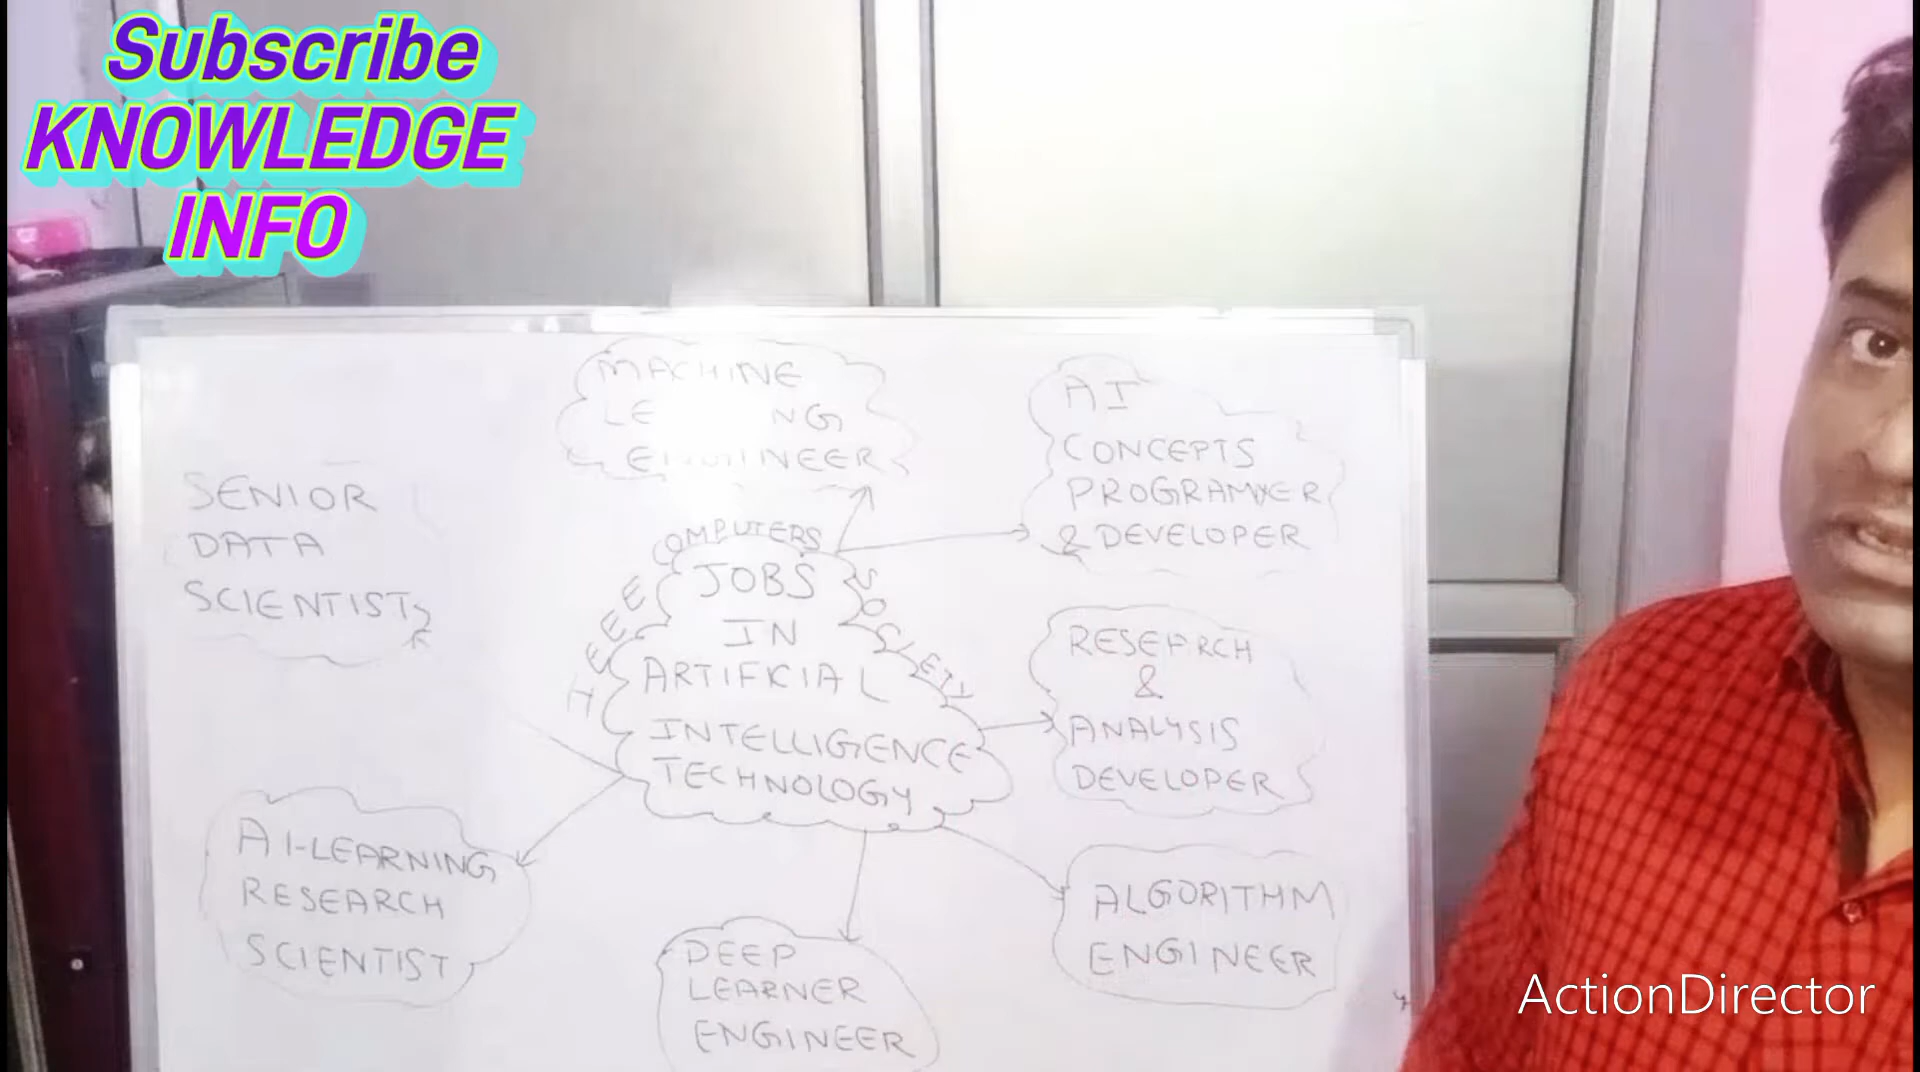 Subscribe
KNOWLEDGE
INFO
MACHINE
ENGINEER
AI
CONCEPTS
PROGRAMMER
& DEVELOPER
SENIOR
DATA
SCIENTIST
IEEE COMPUTERS SOCIETY
JOBS
IN
ARTIFICIAL
INTELLIGENCE
TECHNOLOGY
RESEARCH
&
ANALYSIS
DEVELOPER
AI-LEARNING
RESEARCH
SCIENTIST
DEEP
LEARNER
ENGINEER
ALGORITHM
ENGINEER
ActionDirector